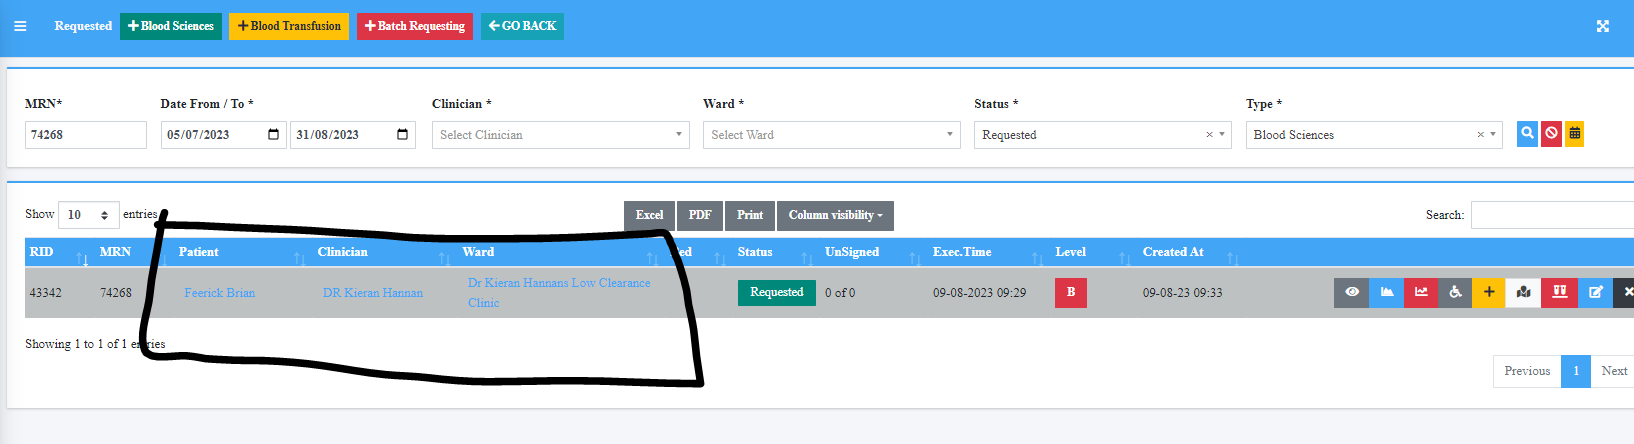 Requested +Blood Sciences +Blood Transfusion +Batch Requesting GO BACK
MRN* Date From / To * Clinician * Ward * Status * Type *
74268 05/07/2023 31/08/2023 Select Clinician Select Ward Requested × Blood Sciences ×
Show 10 entries Excel PDF Print Column visibility Search:
RID MRN Patient Clinician Ward Status UnSigned Exec.Time Level Created At
43342 74268 Feerick Brian DR Kieran Hannan Dr Kieran Hannans Low Clearance Requested 0 of 0 09-08-2023 09:29 B 09-08-23 09:33
Clinic
Showing 1 to 1 of 1 entries
Previous 1 Next